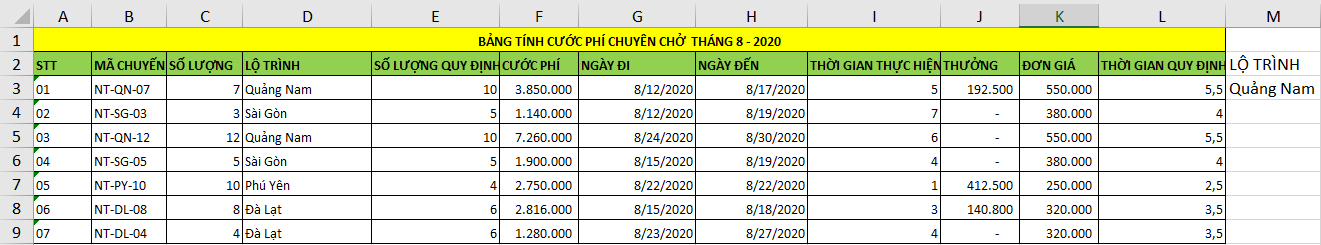 A B C D E F G H I J K L M
1 BẢNG TÍNH CƯỚC PHÍ CHUYÊN CHỞ THÁNG 8 - 2020
2 STT MÃ CHUYẾN SỐ LƯỢNG LỘ TRÌNH SỐ LƯỢNG QUY ĐỊNH CƯỚC PHÍ NGÀY ĐI NGÀY ĐẾN THỜI GIAN THỰC HIỆN THƯỞNG ĐƠN GIÁ THỜI GIAN QUY ĐỊNH LỘ TRÌNH
3 01 NT-QN-07 7 Quảng Nam 10 3.850.000 8/12/2020 8/17/2020 5 192.500 550.000 5,5 Quảng Nam
4 02 NT-SG-03 3 Sài Gòn 5 1.140.000 8/12/2020 8/19/2020 7 - 380.000 4
5 03 NT-QN-12 12 Quảng Nam 10 7.260.000 8/24/2020 8/30/2020 6 - 550.000 5,5
6 04 NT-SG-05 5 Sài Gòn 5 1.900.000 8/15/2020 8/19/2020 4 - 380.000 4
7 05 NT-PY-10 10 Phú Yên 4 2.750.000 8/22/2020 8/22/2020 1 412.500 250.000 2,5
8 06 NT-DL-08 8 Đà Lạt 6 2.816.000 8/15/2020 8/18/2020 3 140.800 320.000 3,5
9 07 NT-DL-04 4 Đà Lạt 6 1.280.000 8/23/2020 8/27/2020 4 - 320.000 3,5